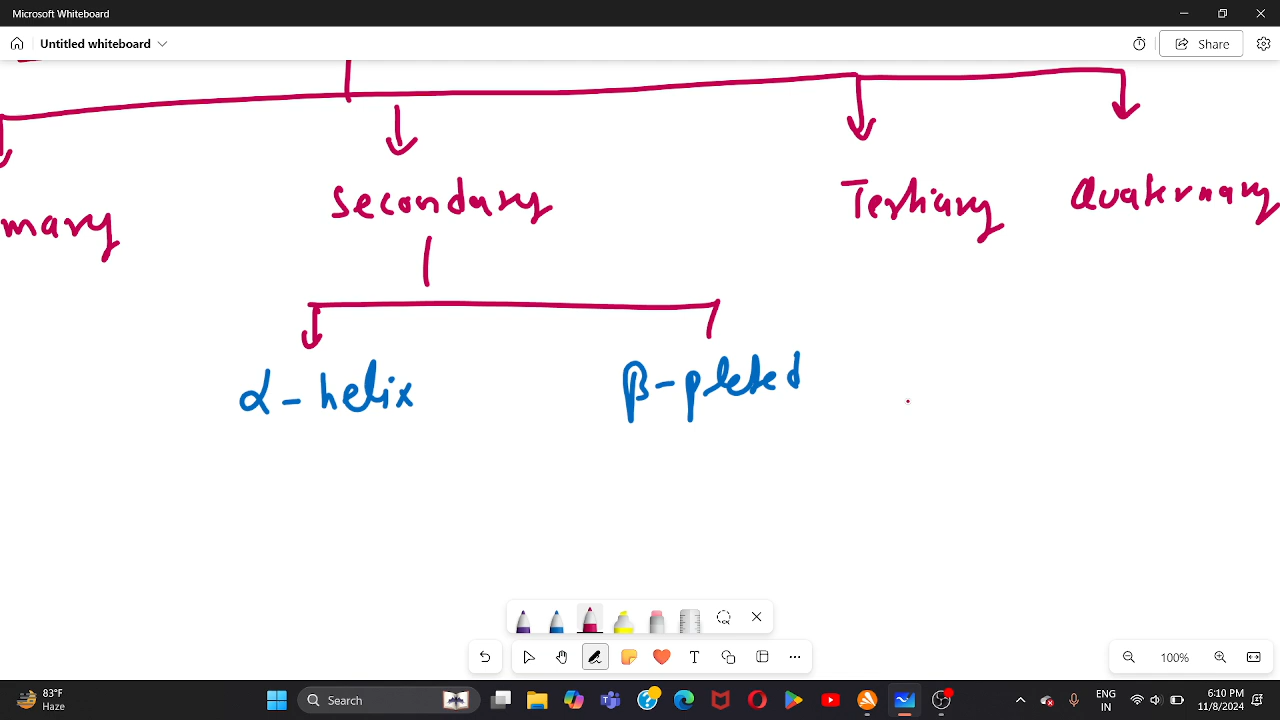 Microsoft Whiteboard
Untitled whiteboard
Share
mary Secondary Tertiary Quaternary
α - helix β - pleted
100%
83°F
Haze
Search
ENG
IN
6:10 PM
11/8/2024